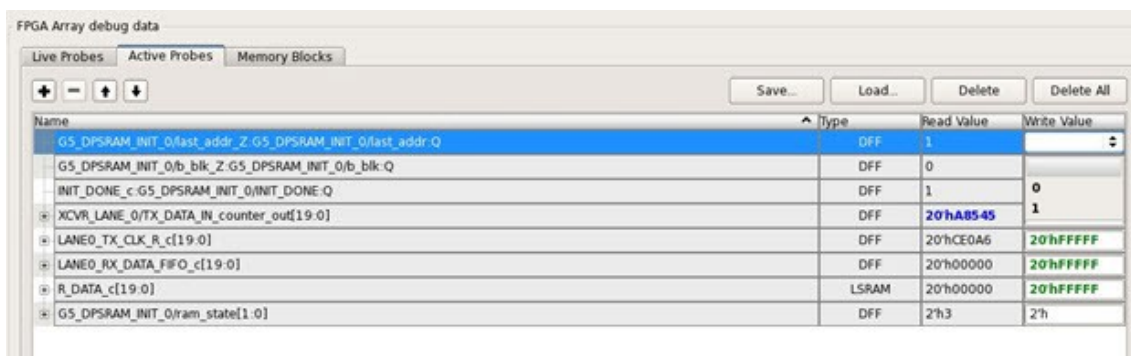 FPGA Array debug data
Live Probes Active Probes Memory Blocks
Save... Load... Delete Delete All
Name Type Read Value Write Value
G5_DPSRAM_INIT_0/last_addr_Z:G5_DPSRAM_INIT_0/last_addr:Q DFF 1
G5_DPSRAM_INIT_0/b_blk_Z:G5_DPSRAM_INIT_0/b_blk:Q DFF 0
INIT_DONE_c:G5_DPSRAM_INIT_0/INIT_DONE:Q DFF 1 0
XCVR_LANE_0/TX_DATA_IN_counter_out[19:0] DFF 20'hA8545 1
LANE0_TX_CLK_R_c[19:0] DFF 20'hCE0A6 20'hFFFFF
LANE0_RX_DATA_FIFO_c[19:0] DFF 20'h00000 20'hFFFFF
R_DATA_c[19:0] LSRAM 20'h00000 20'hFFFFF
G5_DPSRAM_INIT_0/ram_state[1:0] DFF 2'h3 2'h